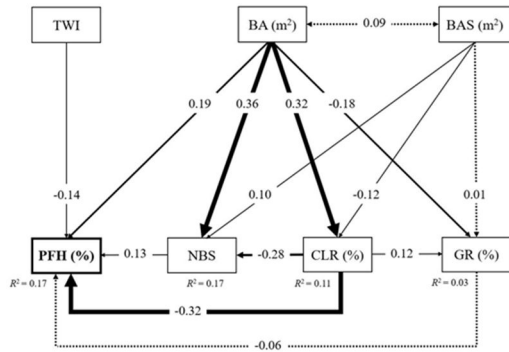 TWI
BA (m²)
0.09
BAS (m²)
0.19
0.36
0.32
-0.18
-0.14
0.10
-0.12
0.01
PFH (%)
0.13
NBS
-0.28
CLR (%)
0.12
GR (%)
R² = 0.17
R² = 0.17
R² = 0.11
R² = 0.03
-0.32
-0.06